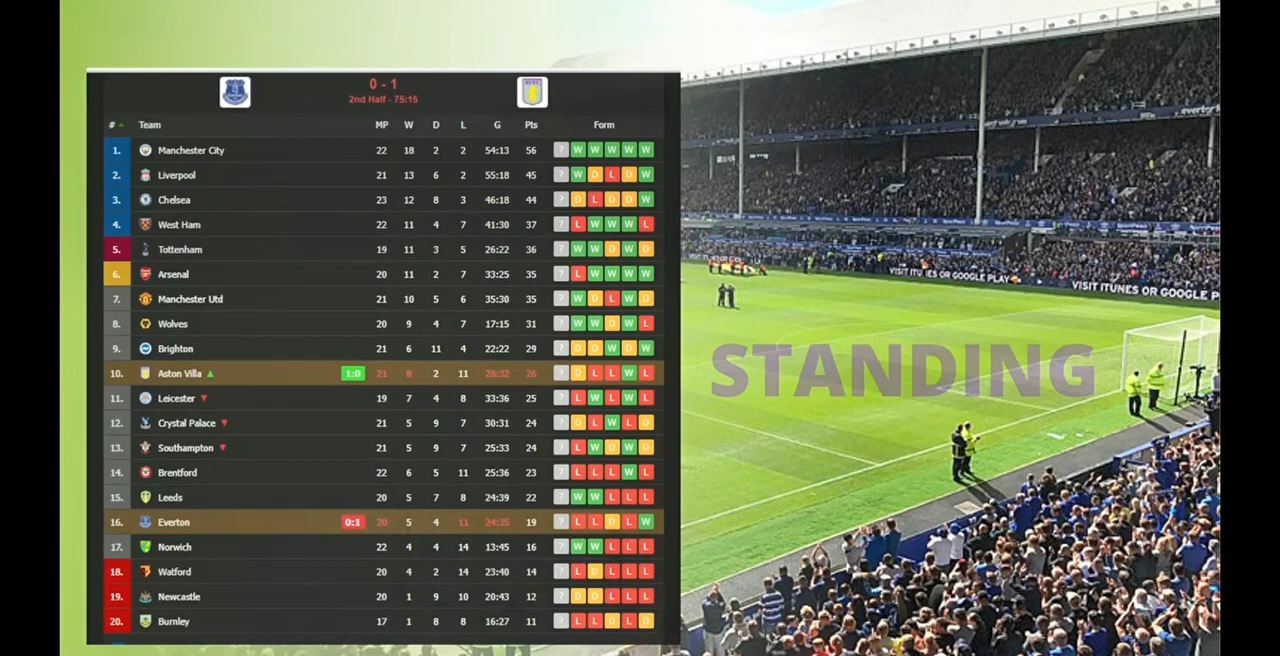 0 - 1
2nd Half - 75:15
# Team MP W D L G Pts Form
1. Manchester City 22 18 2 2 54:13 56 ? W W W W W
2. Liverpool 21 13 6 2 55:18 45 ? W D L D W
3. Chelsea 23 12 8 3 46:18 44 ? D L D D W
4. West Ham 22 11 4 7 41:30 37 ? L W W W L
5. Tottenham 19 11 3 5 26:22 36 ? W W D W D
6. Arsenal 20 11 2 7 33:25 35 ? L W W W W
7. Manchester Utd 21 10 5 6 35:30 35 ? W D L W D
8. Wolves 20 9 4 7 17:15 31 ? W W D W L
9. Brighton 21 6 11 4 22:22 29 ? D D W D W
10. Aston Villa 1:0 21 8 2 11 28:32 26 ? D L L W L
11. Leicester 19 7 4 8 33:36 25 ? L W L W L
12. Crystal Palace 21 5 9 7 30:31 24 ? D L W L D
13. Southampton 21 5 9 7 25:33 24 ? L W D W D
14. Brentford 22 6 5 11 25:36 23 ? L L L W L
15. Leeds 20 5 7 8 24:39 22 ? W W L L L
16. Everton 0:1 20 5 4 11 24:35 19 ? L L D L W
17. Norwich 22 4 4 14 13:45 16 ? W W L L L
18. Watford 20 4 2 14 23:40 14 ? L D L L L
19. Newcastle 20 1 9 10 20:43 12 ? D D L L L
20. Burnley 17 1 8 8 16:27 11 ? L L D L D
STANDING
VISIT ITUNES OR GOOGLE PLAY
VISIT ITUNES OR GOOGLE P